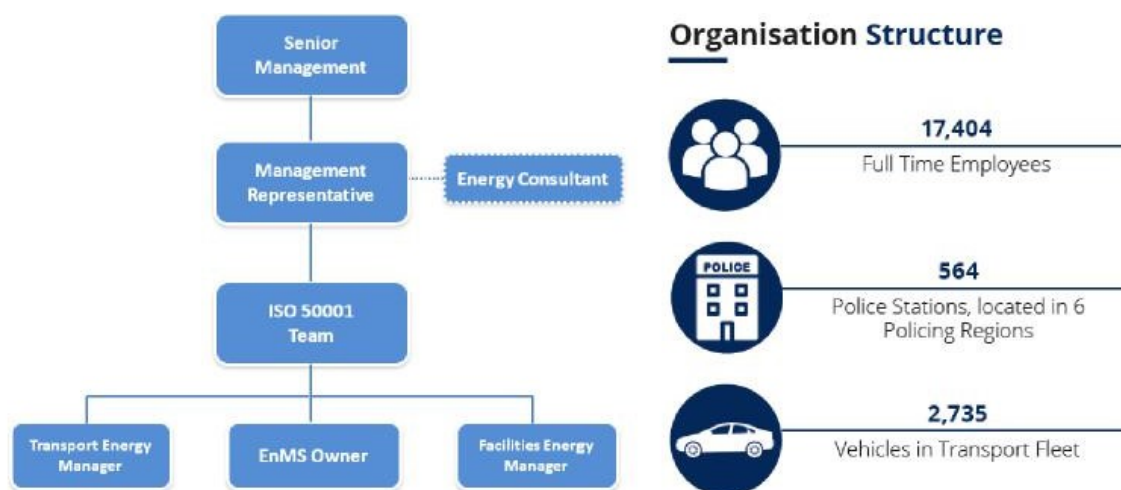 Senior
Management
Management
Representative
Energy Consultant
ISO 50001
Team
Transport Energy
Manager
EnMS Owner
Facilities Energy
Manager
Organisation Structure
17,404
Full Time Employees
POLICE
564
Police Stations, located in 6
Policing Regions
2,735
Vehicles in Transport Fleet